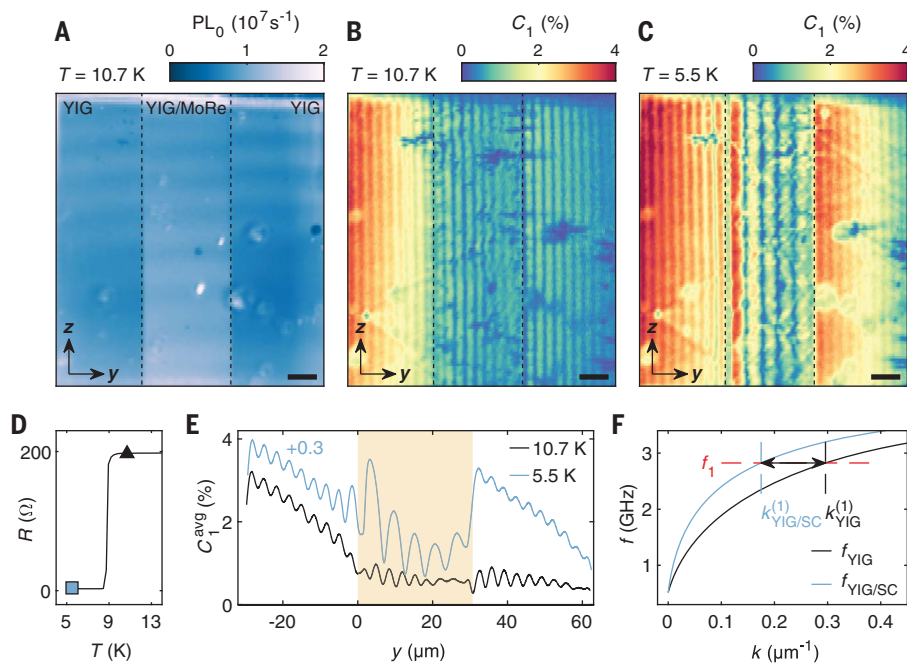 A PL₀ (10⁷s⁻¹) B C₁ (%) C C₁ (%)
T = 10.7 K 0 1 2 T = 10.7 K 0 2 4 T = 5.5 K 0 2 4
YIG YIG/MoRe YIG
z y z y z y
D E F
200 0 R (Ω)
5 9 13
T (K)
4 2 0 C₁ᵃᵛᵍ (%)
+0.3
10.7 K
5.5 K
-20 0 20 40 60
y (μm)
3 1 f (GHz)
f₁
k⁽¹⁾YIG/SC k⁽¹⁾YIG
fYIG
fYIG/SC
0 0.1 0.2 0.3 0.4
k (μm⁻¹)